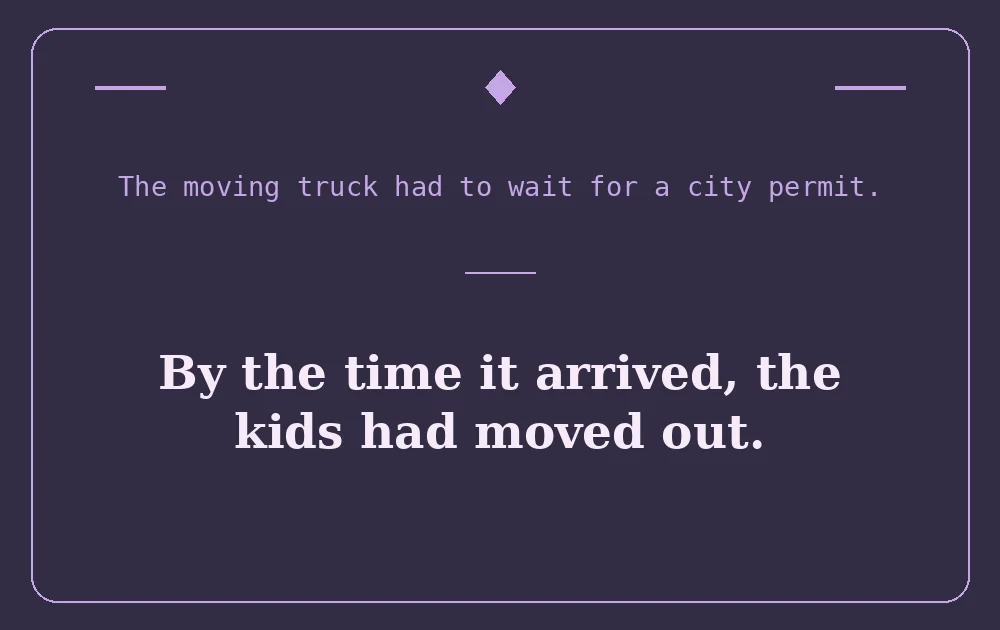 The moving truck had to wait for a city permit.
By the time it arrived, the
kids had moved out.